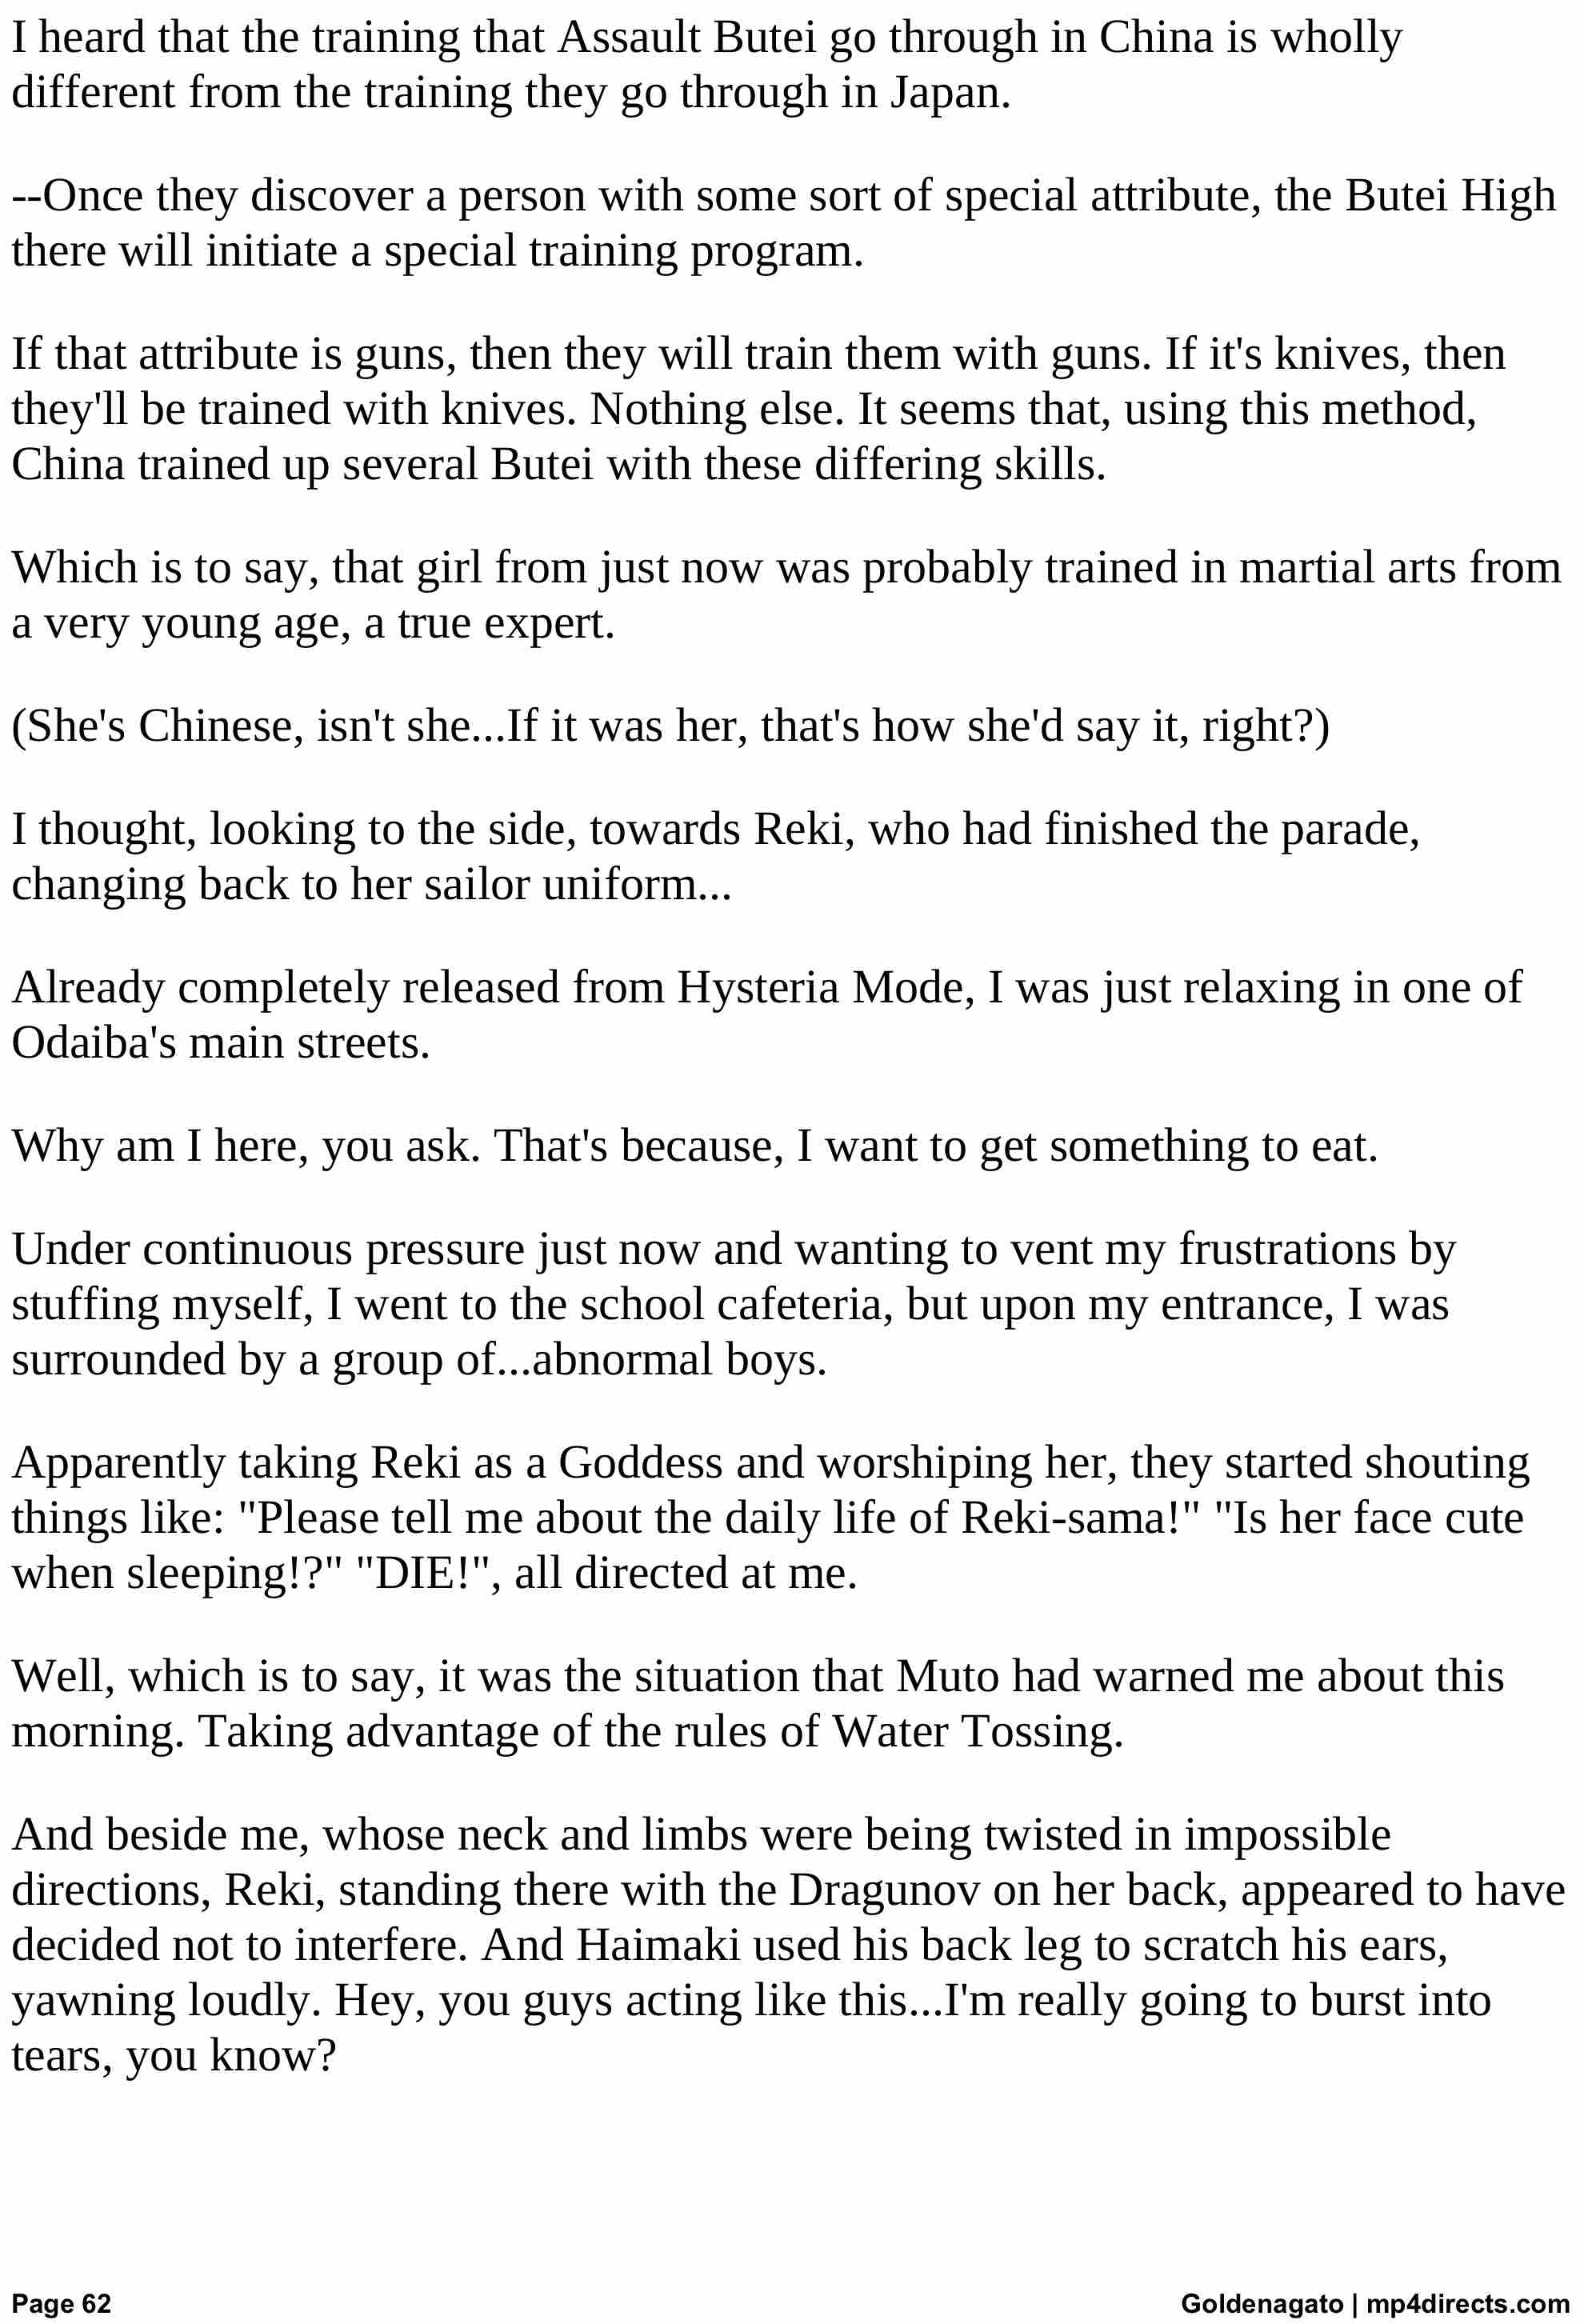 I heard that the training that Assault Butei go through in China is wholly
different from the training they go through in Japan.
--Once they discover a person with some sort of special attribute, the Butei High
there will initiate a special training program.
If that attribute is guns, then they will train them with guns. If it's knives, then
they'll be trained with knives. Nothing else. It seems that, using this method,
China trained up several Butei with these differing skills.
Which is to say, that girl from just now was probably trained in martial arts from
a very young age, a true expert.
(She's Chinese, isn't she...If it was her, that's how she'd say it, right?)
I thought, looking to the side, towards Reki, who had finished the parade,
changing back to her sailor uniform...
Already completely released from Hysteria Mode, I was just relaxing in one of
Odaiba's main streets.
Why am I here, you ask. That's because, I want to get something to eat.
Under continuous pressure just now and wanting to vent my frustrations by
stuffing myself, I went to the school cafeteria, but upon my entrance, I was
surrounded by a group of...abnormal boys.
Apparently taking Reki as a Goddess and worshiping her, they started shouting
things like: "Please tell me about the daily life of Reki-sama!" "Is her face cute
when sleeping!?" "DIE!", all directed at me.
Well, which is to say, it was the situation that Muto had warned me about this
morning. Taking advantage of the rules of Water Tossing.
And beside me, whose neck and limbs were being twisted in impossible
directions, Reki, standing there with the Dragunov on her back, appeared to have
decided not to interfere. And Haimaki used his back leg to scratch his ears,
yawning loudly. Hey, you guys acting like this...I'm really going to burst into
tears, you know?
Page 62
Goldenagato | mp4directs.com